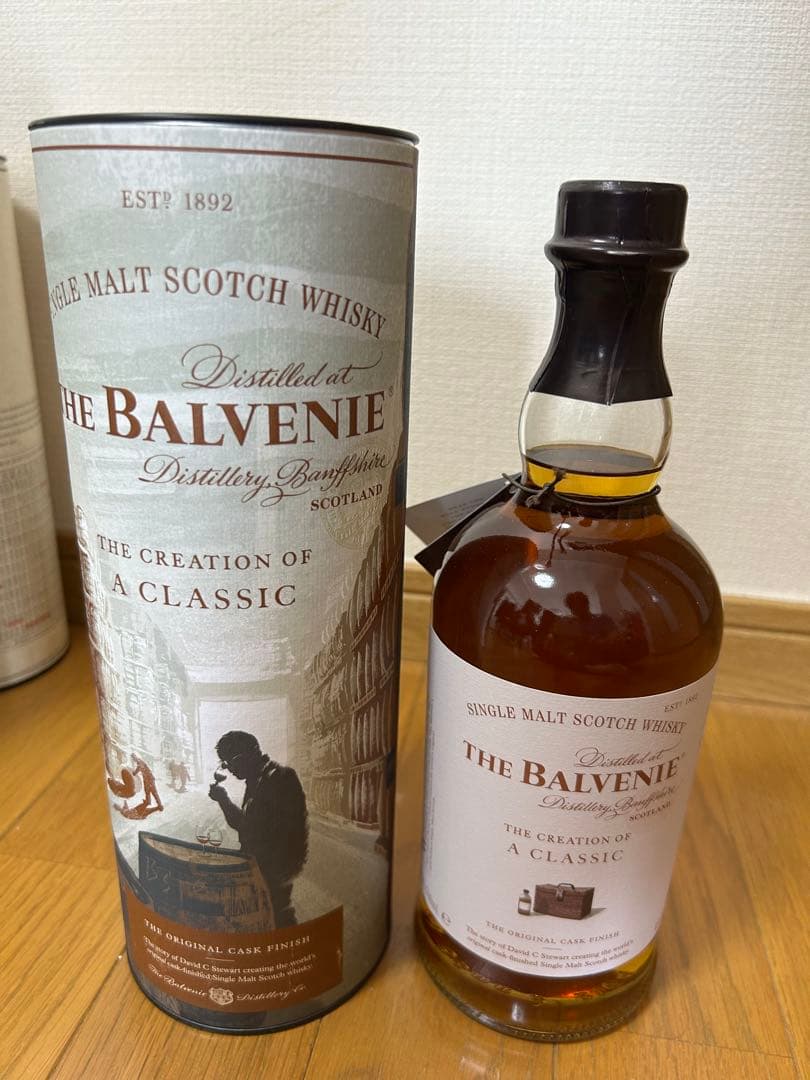 ESTD 1892
SINGLE MALT SCOTCH WHISKY
Distilled at
THE BALVENIE®
Distillery, Banffshire
SCOTLAND
THE CREATION OF
A CLASSIC
THE ORIGINAL CASK FINISH
The story of David C Stewart creating the world's
original cask-finished Single Malt Scotch whisky
The Balvenie Distillery Co.
ESTD 1892
SINGLE MALT SCOTCH WHISKY
Distilled at
THE BALVENIE®
Distillery, Banffshire
SCOTLAND
THE CREATION OF
A CLASSIC
THE ORIGINAL CASK FINISH
The story of David C Stewart creating the world's
original cask-finished Single Malt Scotch whisky